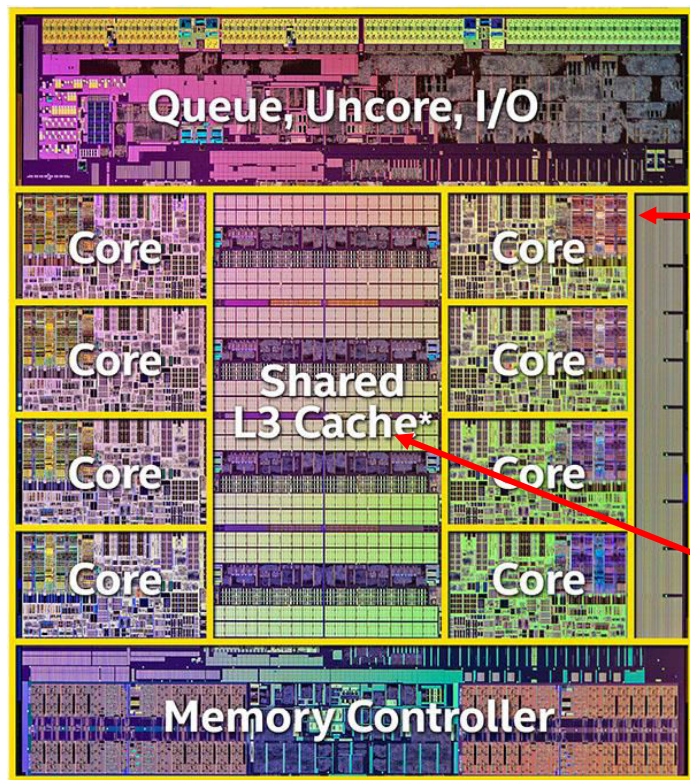 Queue, Uncore, I/O
Core
Core
Core
Core
Shared
L3 Cache*
Core
Core
Core
Core
Memory Controller